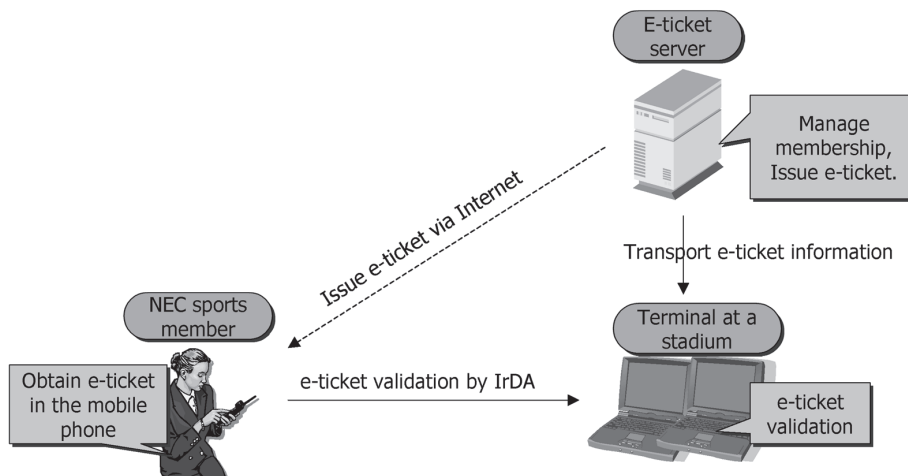 E-ticket
server
Manage
membership,
Issue e-ticket.
Issue e-ticket via Internet
Transport e-ticket information
NEC sports
member
Terminal at a
stadium
Obtain e-ticket
in the mobile
phone
e-ticket validation by IrDA
e-ticket
validation